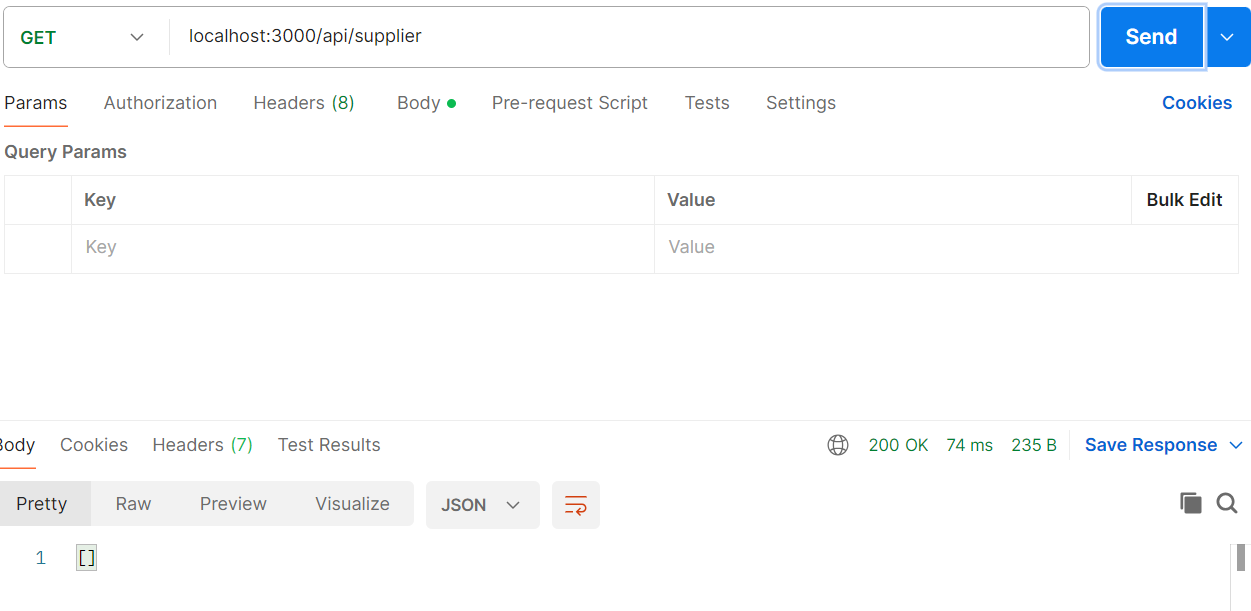 GET localhost:3000/api/supplier Send
Params Authorization Headers (8) Body Pre-request Script Tests Settings Cookies
Query Params
Key Value Bulk Edit
Key Value
Body Cookies Headers (7) Test Results 200 OK 74 ms 235 B Save Response
Pretty Raw Preview Visualize JSON
1 []